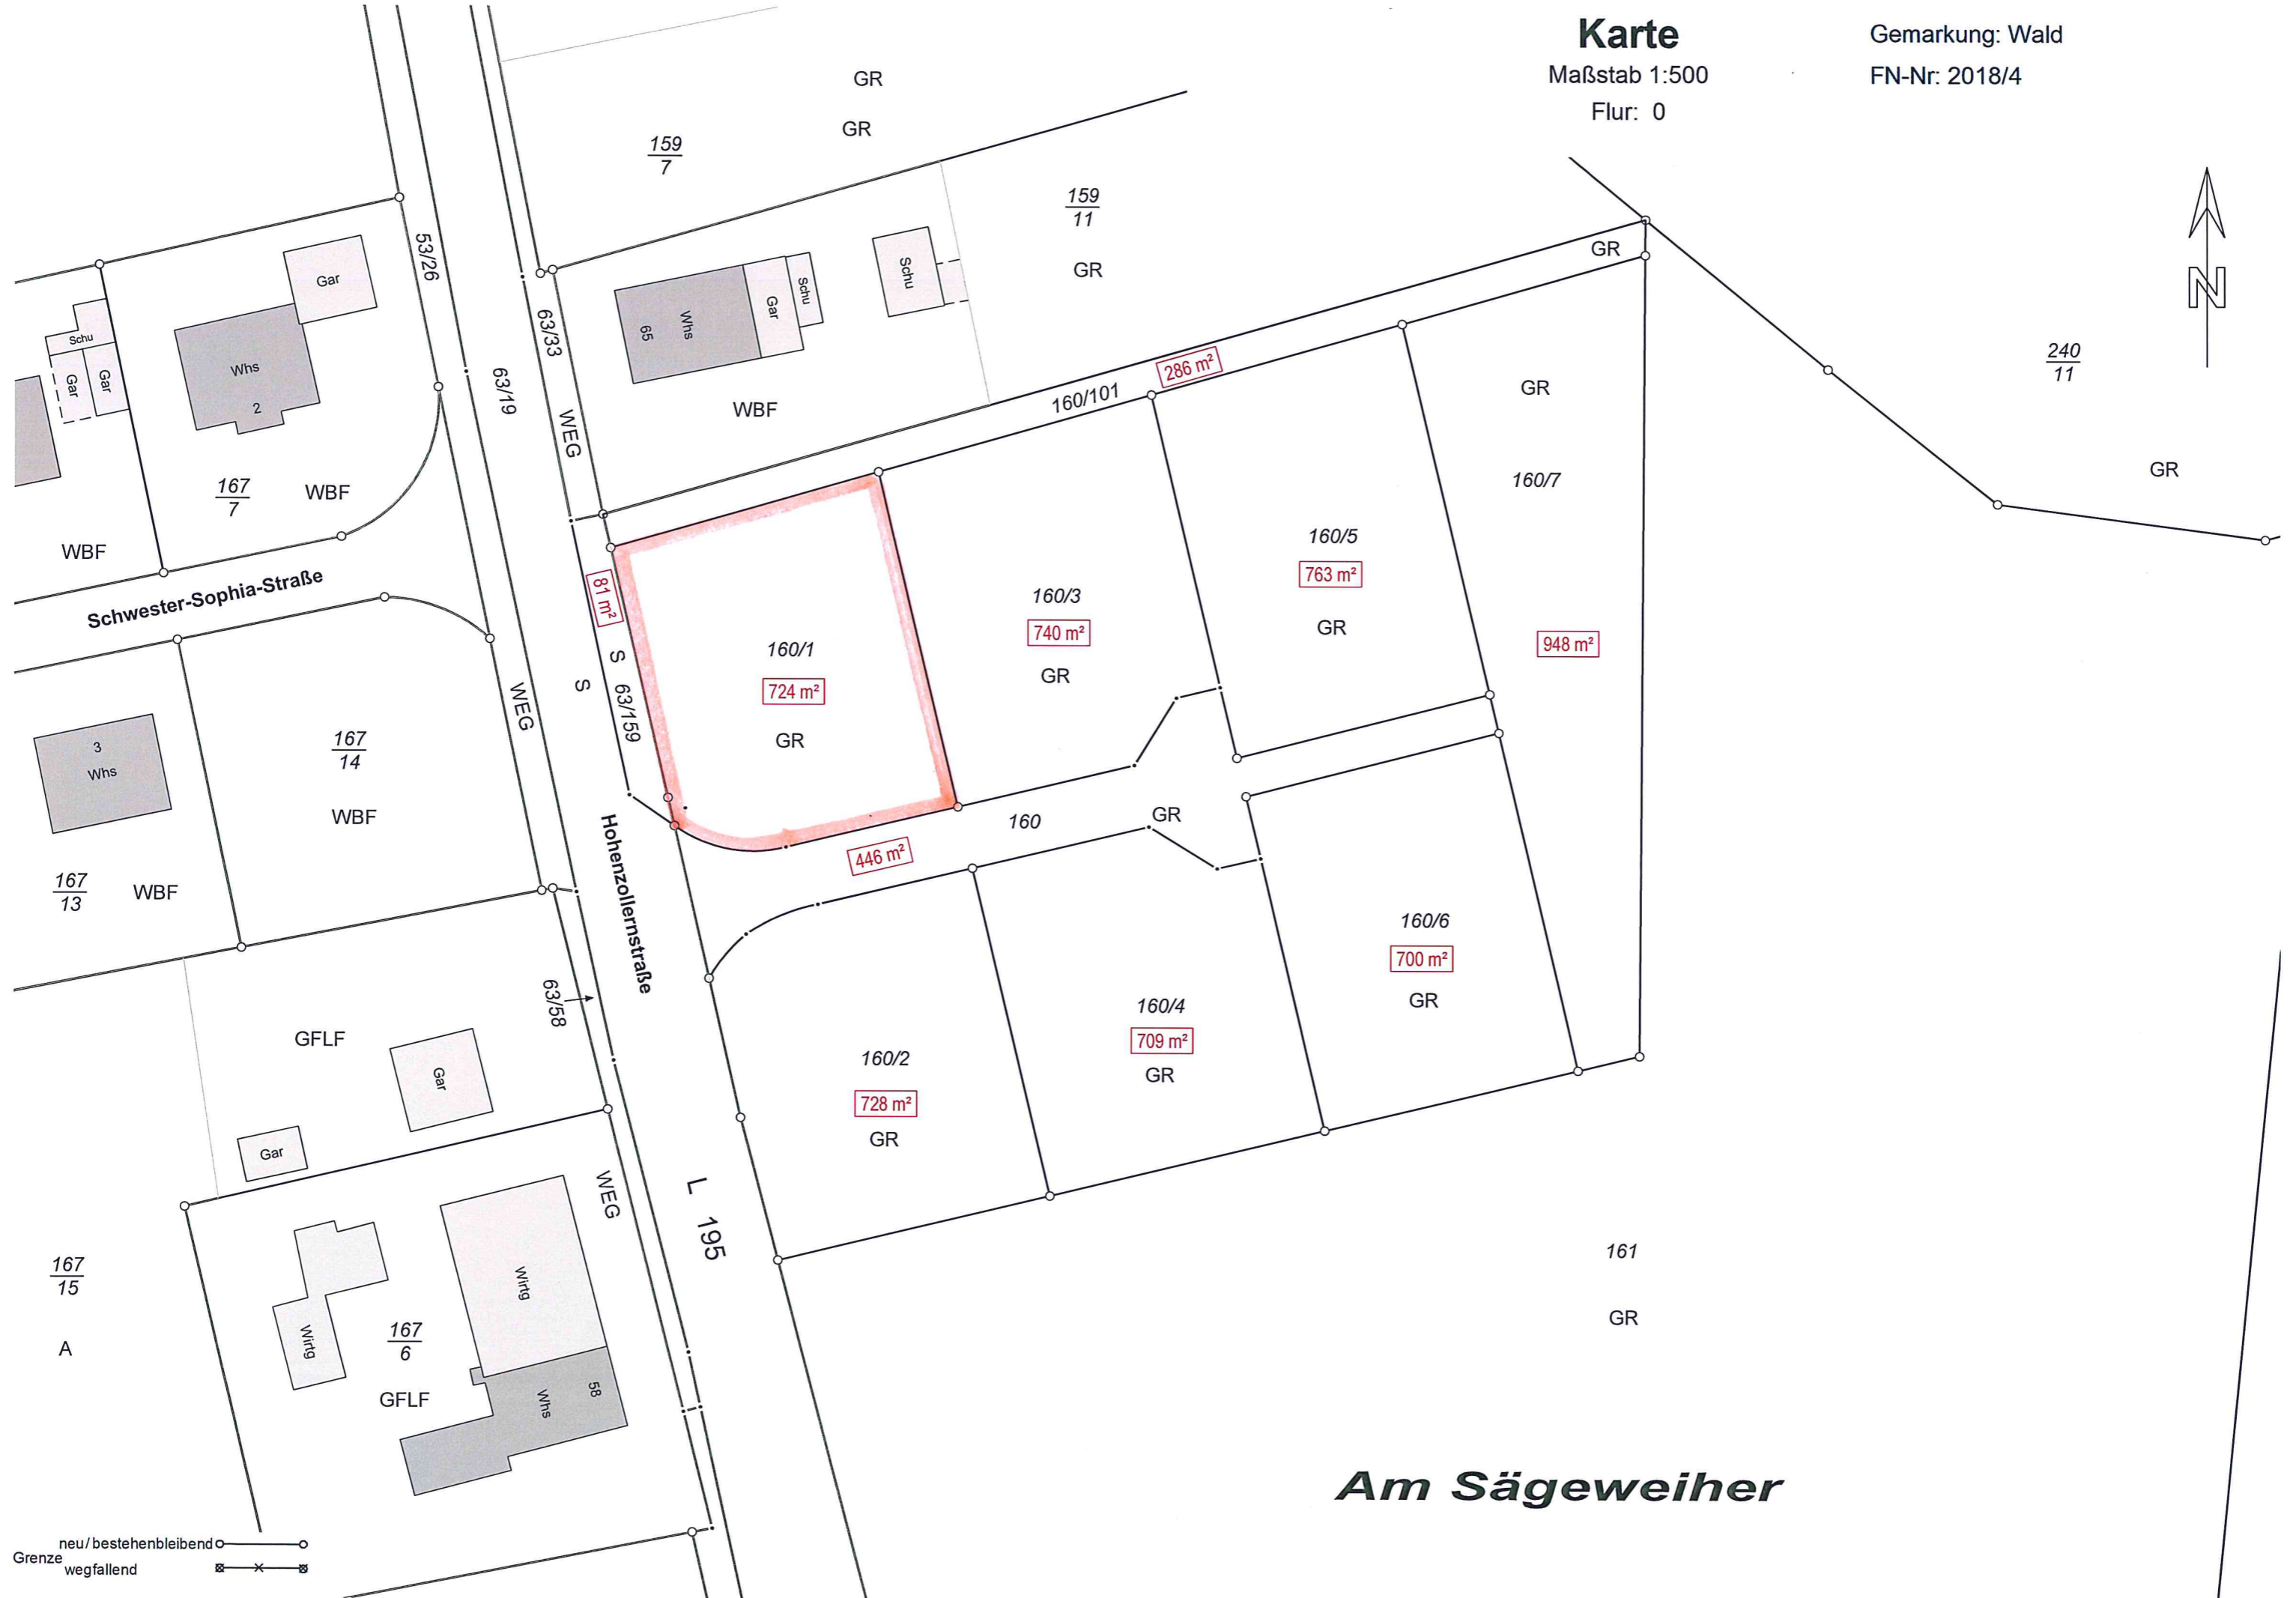 Karte
Maßstab 1:500
Flur: 0
Gemarkung: Wald
FN-Nr: 2018/4
N
GR
GR
159
7
159
11
GR
GR
240
11
GR
53/26
Gar
Whs
2
Schu
Gar
Gar
167
7
WBF
WBF
63/19
63/33
WEG
65
Whs
Gar
Schu
Schu
WBF
160/101
286 m²
GR
160/7
948 m²
160/5
763 m²
GR
160/3
740 m²
GR
160/1
724 m²
GR
81 m²
S
S
63/159
Schwester-Sophia-Straße
WEG
3
Whs
167
14
WBF
167
13
WBF
Hohenzollernstraße
446 m²
160
GR
160/6
700 m²
GR
160/4
709 m²
GR
160/2
728 m²
GR
63/58
GFLF
Gar
Gar
WEG
L 195
161
GR
167
15
A
Wirtg
Wirtg
167
6
GFLF
58
Whs
Am Sägeweiher
Grenze
neu/bestehenbleibend
wegfallend